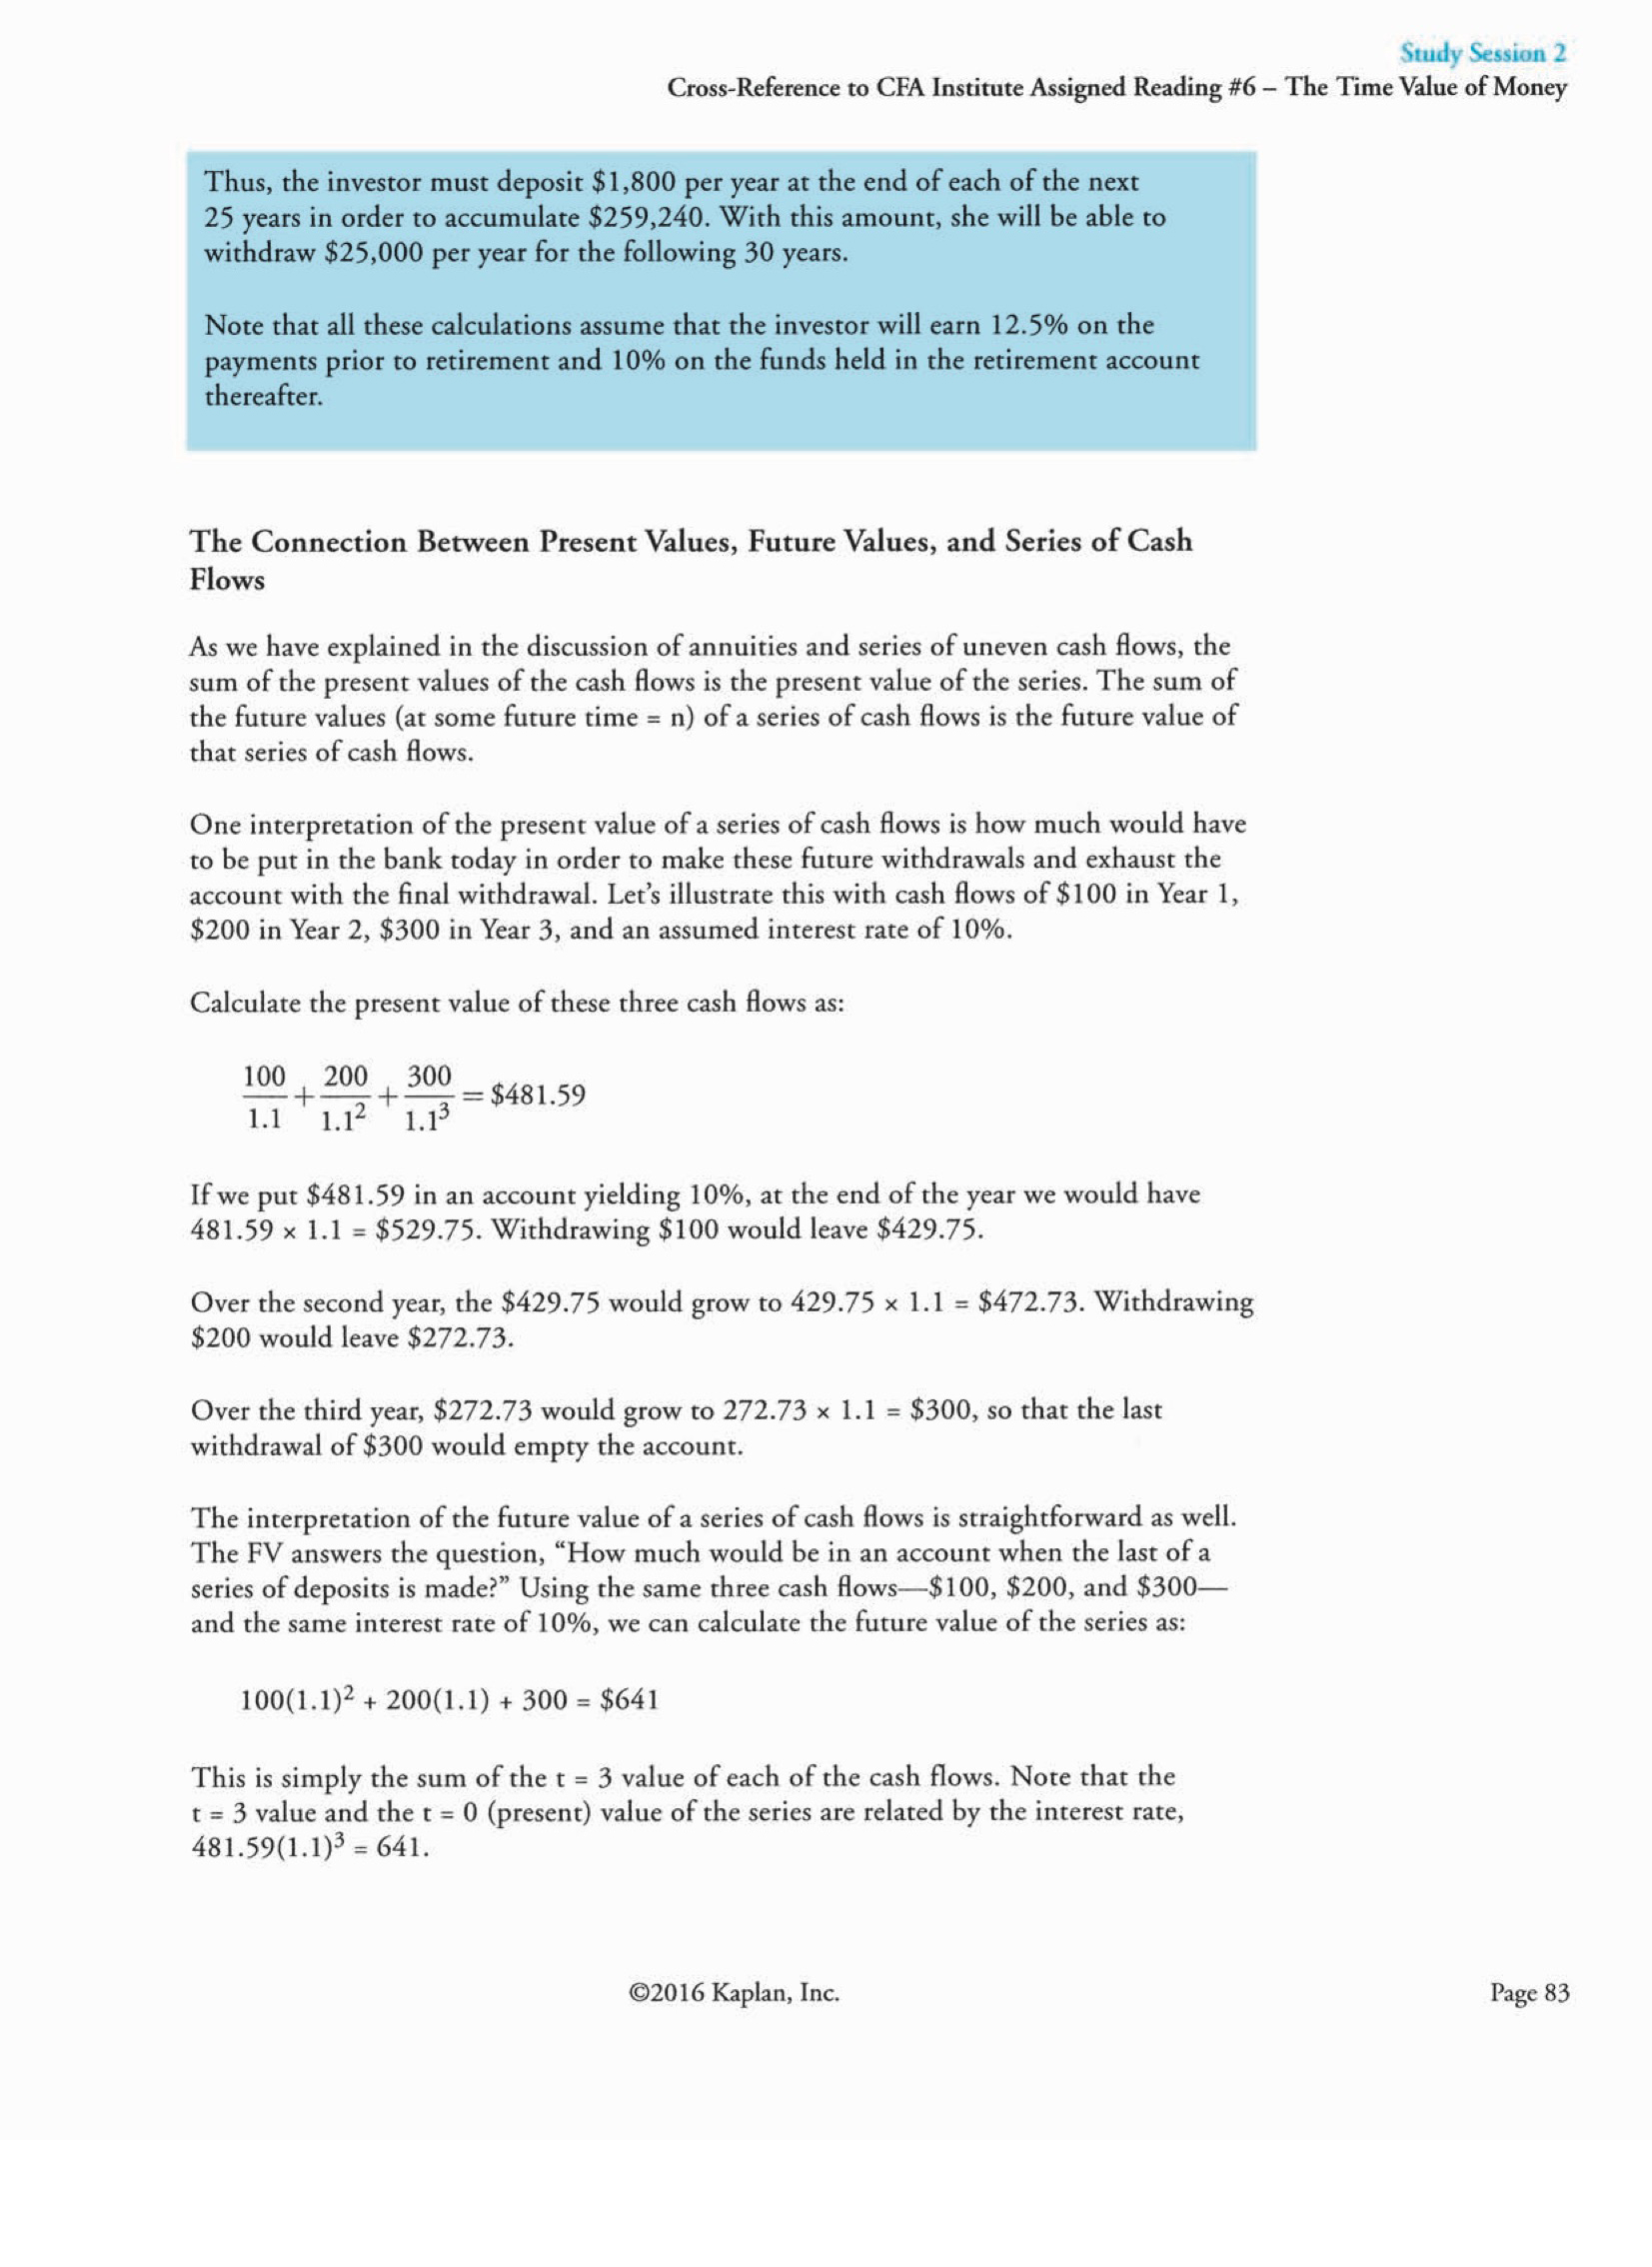 Study Session 2
Cross-Reference to CFA Institute Assigned Reading #6 – The Time Value of Money
Thus, the investor must deposit $1,800 per year at the end of each of the next
25 years in order to accumulate $259,240. With this amount, she will be able to
withdraw $25,000 per year for the following 30 years.
Note that all these calculations assume that the investor will earn 12.5% on the
payments prior to retirement and 10% on the funds held in the retirement account
thereafter.
The Connection Between Present Values, Future Values, and Series of Cash
Flows
As we have explained in the discussion of annuities and series of uneven cash flows, the
sum of the present values of the cash flows is the present value of the series. The sum of
the future values (at some future time = n) of a series of cash flows is the future value of
that series of cash flows.
One interpretation of the present value of a series of cash flows is how much would have
to be put in the bank today in order to make these future withdrawals and exhaust the
account with the final withdrawal. Let's illustrate this with cash flows of $100 in Year 1,
$200 in Year 2, $300 in Year 3, and an assumed interest rate of 10%.
Calculate the present value of these three cash flows as:
100/1.1 + 200/1.1² + 300/1.1³ = $481.59
If we put $481.59 in an account yielding 10%, at the end of the year we would have
481.59 × 1.1 = $529.75. Withdrawing $100 would leave $429.75.
Over the second year, the $429.75 would grow to 429.75 × 1.1 = $472.73. Withdrawing
$200 would leave $272.73.
Over the third year, $272.73 would grow to 272.73 × 1.1 = $300, so that the last
withdrawal of $300 would empty the account.
The interpretation of the future value of a series of cash flows is straightforward as well.
The FV answers the question, “How much would be in an account when the last of a
series of deposits is made?” Using the same three cash flows—$100, $200, and $300—
and the same interest rate of 10%, we can calculate the future value of the series as:
100(1.1)² + 200(1.1) + 300 = $641
This is simply the sum of the t = 3 value of each of the cash flows. Note that the
t = 3 value and the t = 0 (present) value of the series are related by the interest rate,
481.59(1.1)³ = 641.
©2016 Kaplan, Inc.
Page 83